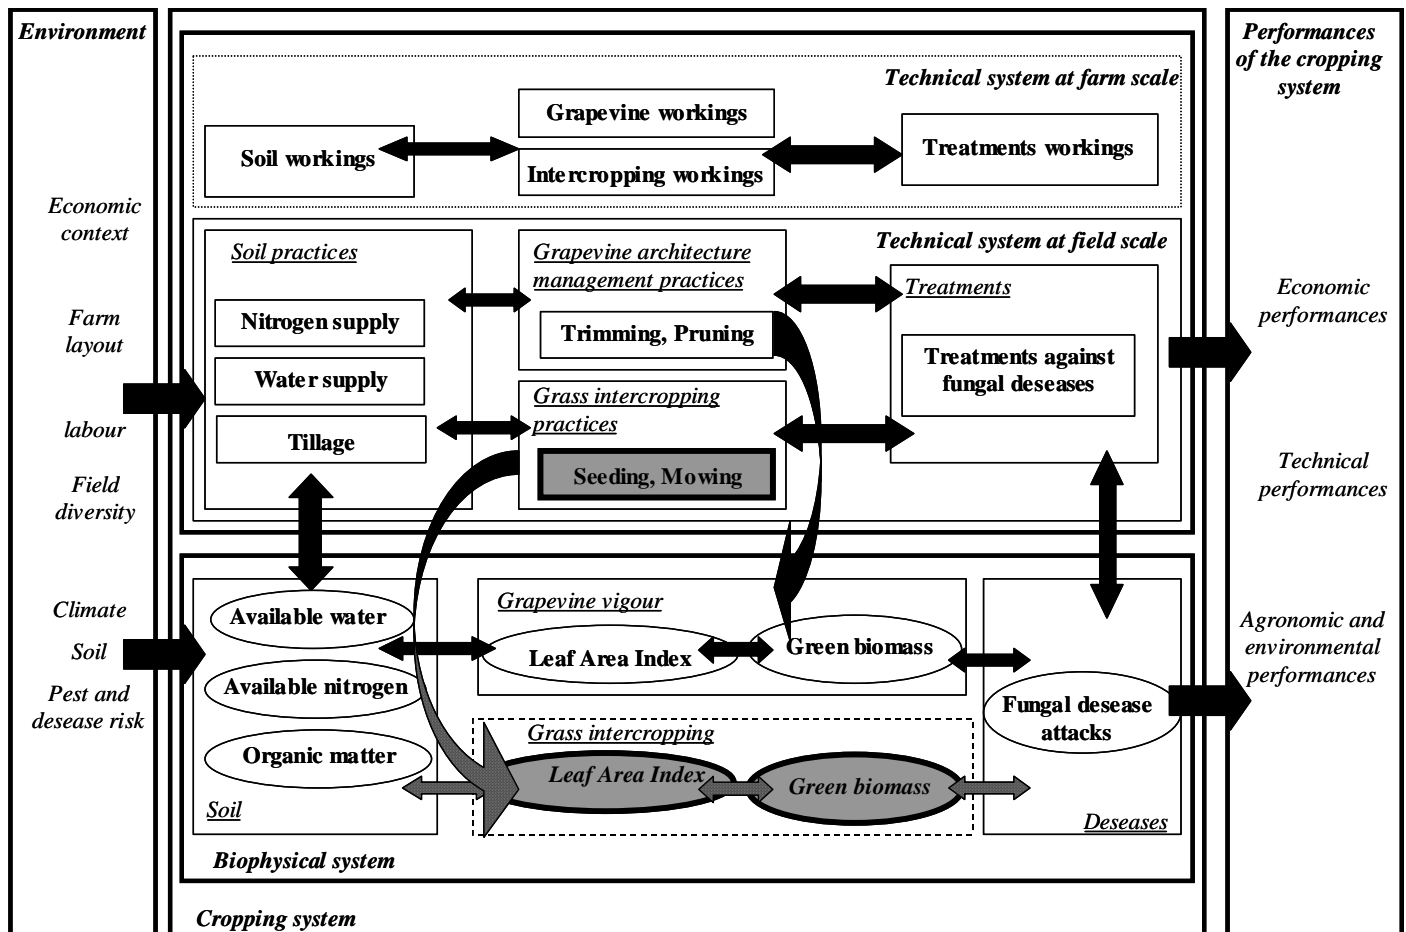 Environment
Economic
context
Farm
layout
labour
Field
diversity
Climate
Soil
Pest and
desease risk
Technical system at farm scale
Grapevine workings
Soil workings
Intercropping workings
Treatments workings
Technical system at field scale
Soil practices
Nitrogen supply
Water supply
Tillage
Grapevine architecture
management practices
Trimming, Pruning
Grass intercropping
practices
Seeding, Mowing
Treatments
Treatments against
fungal deseases
Available water
Available nitrogen
Organic matter
Soil
Grapevine vigour
Leaf Area Index
Green biomass
Grass intercropping
Leaf Area Index
Green biomass
Fungal desease
attacks
Deseases
Biophysical system
Cropping system
Performances
of the cropping
system
Economic
performances
Technical
performances
Agronomic and
environmental
performances